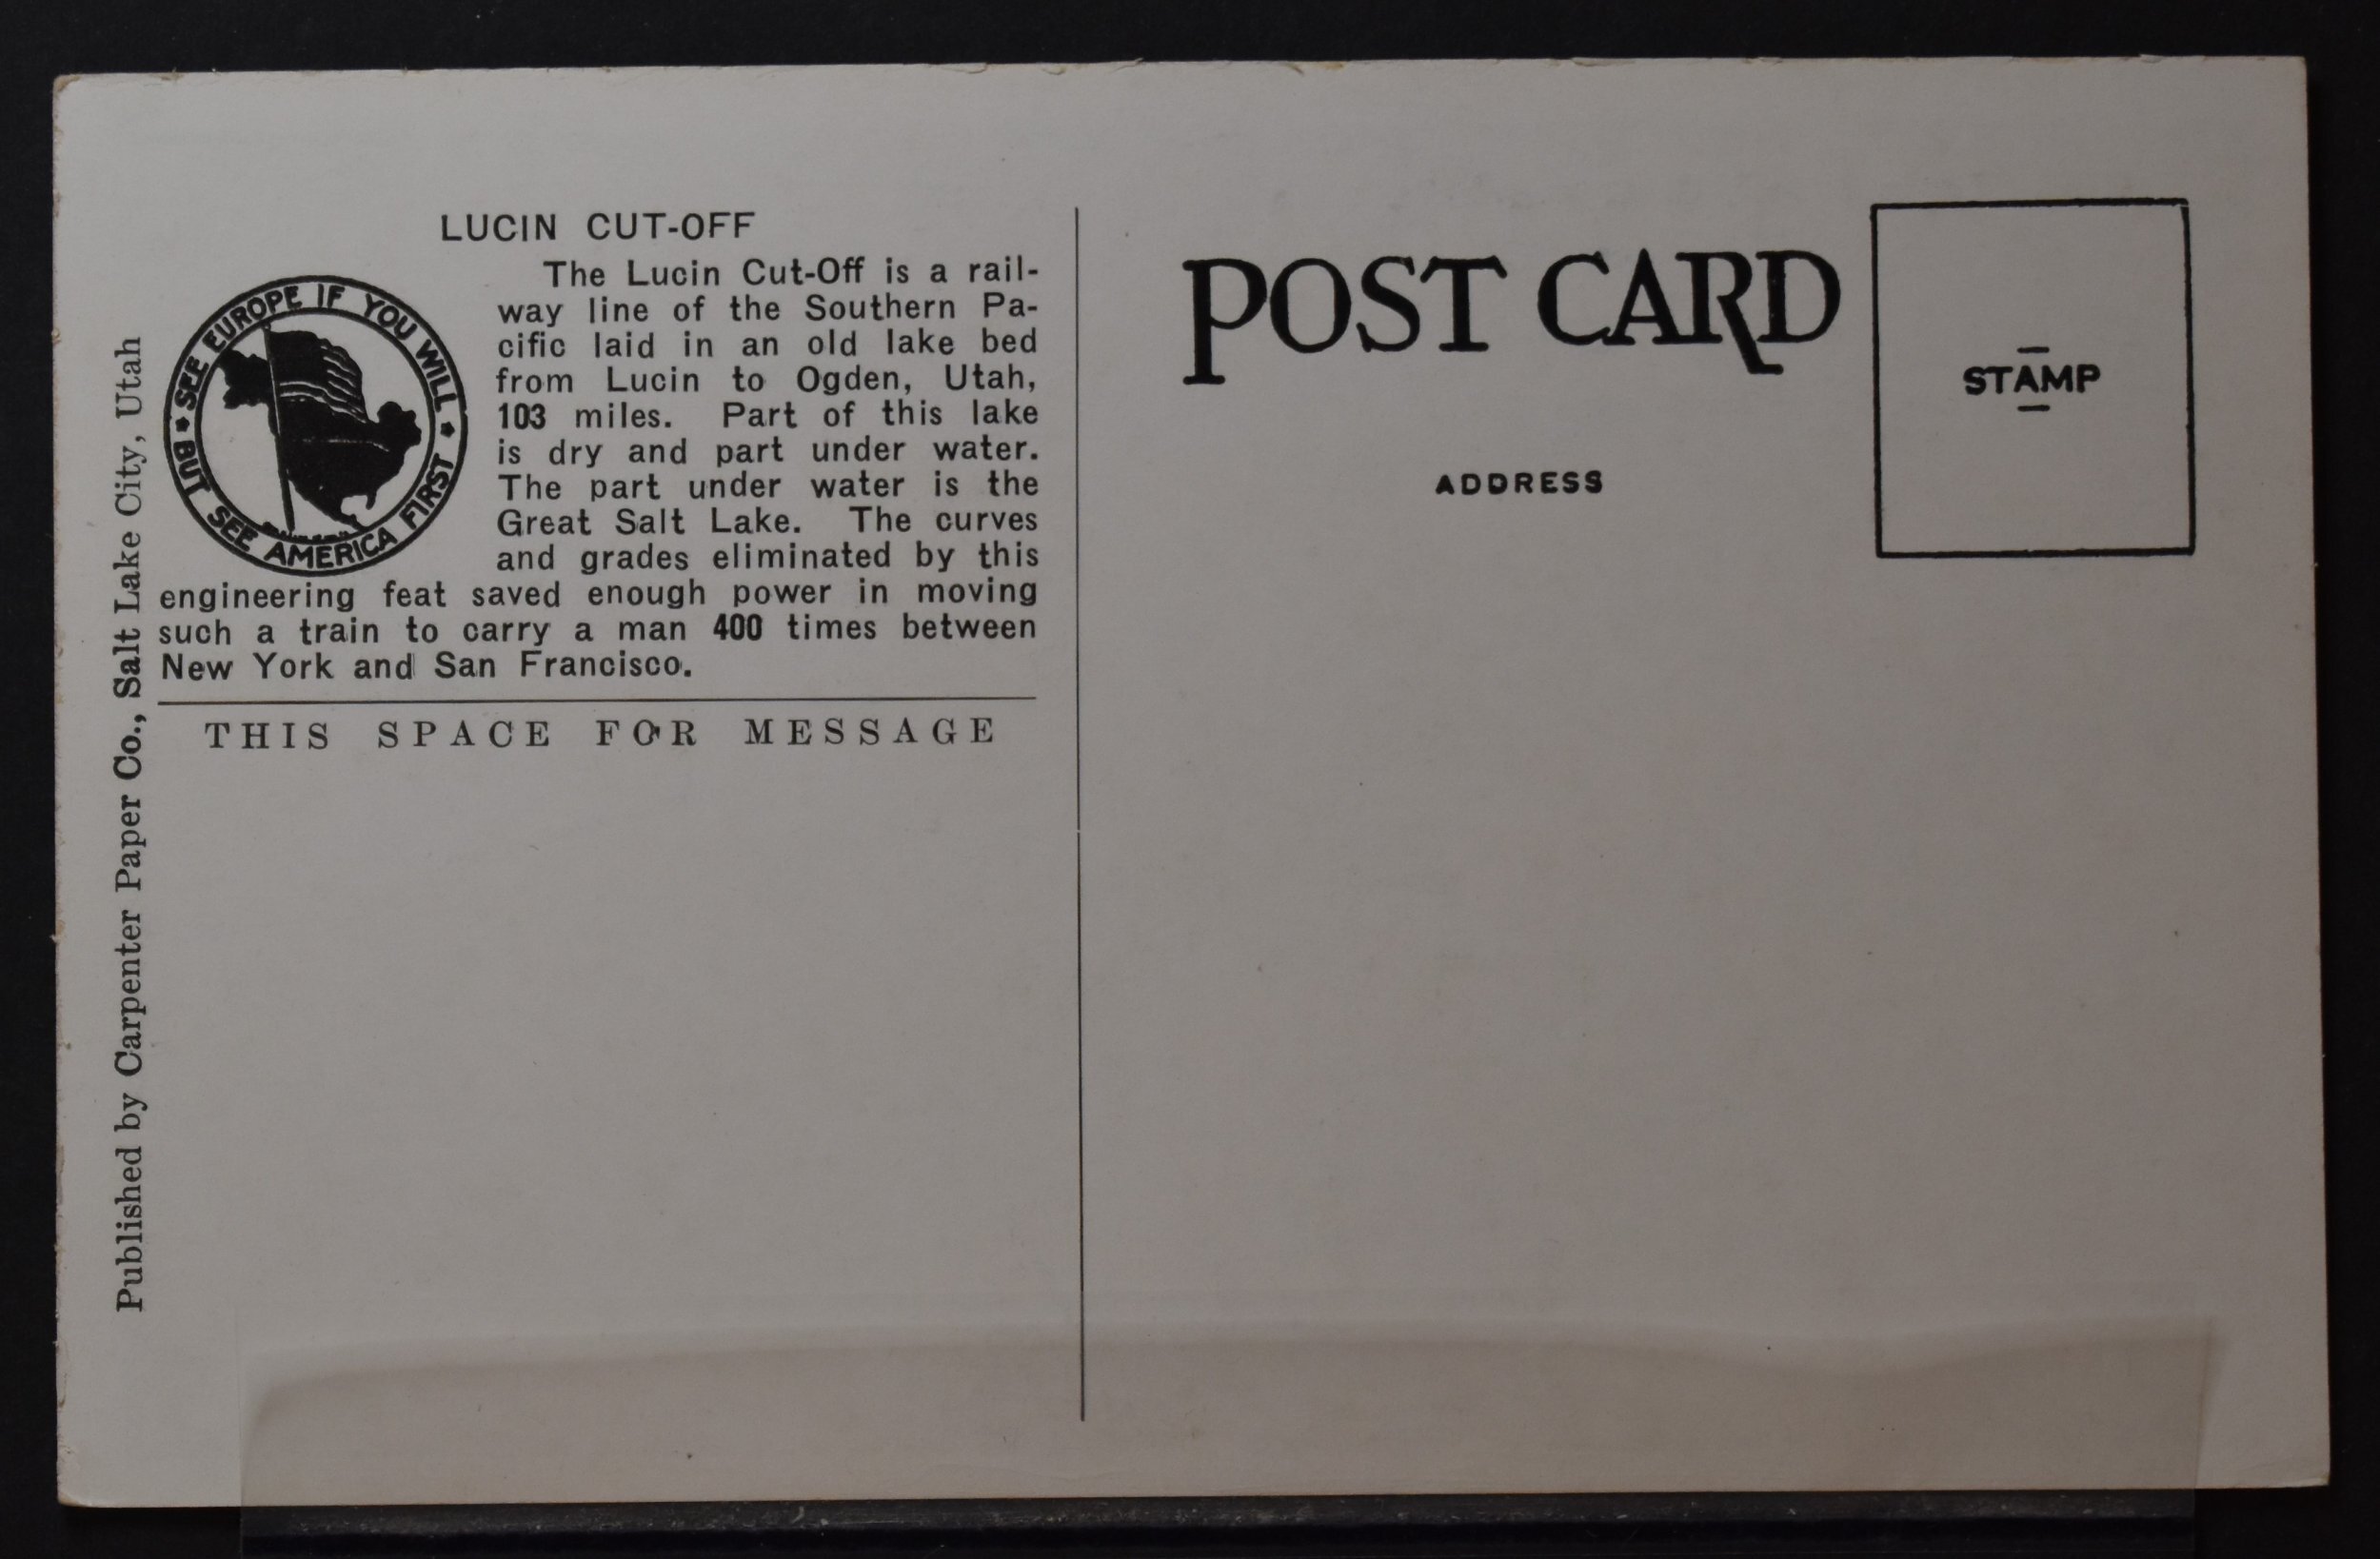 LUCIN CUT-OFF
The Lucin Cut-Off is a rail-
way line of the Southern Pa-
cific laid in an old lake bed
from Lucin to Ogden, Utah,
103 miles. Part of this lake
is dry and part under water.
The part under water is the
Great Salt Lake. The curves
and grades eliminated by this
engineering feat saved enough power in moving
such a train to carry a man 400 times between
New York and San Francisco.
SEE EUROPE IF YOU WILL
BUT SEE AMERICA FIRST
THIS SPACE FOR MESSAGE
Published by Carpenter Paper Co., Salt Lake City, Utah
POST CARD
ADDRESS
STAMP